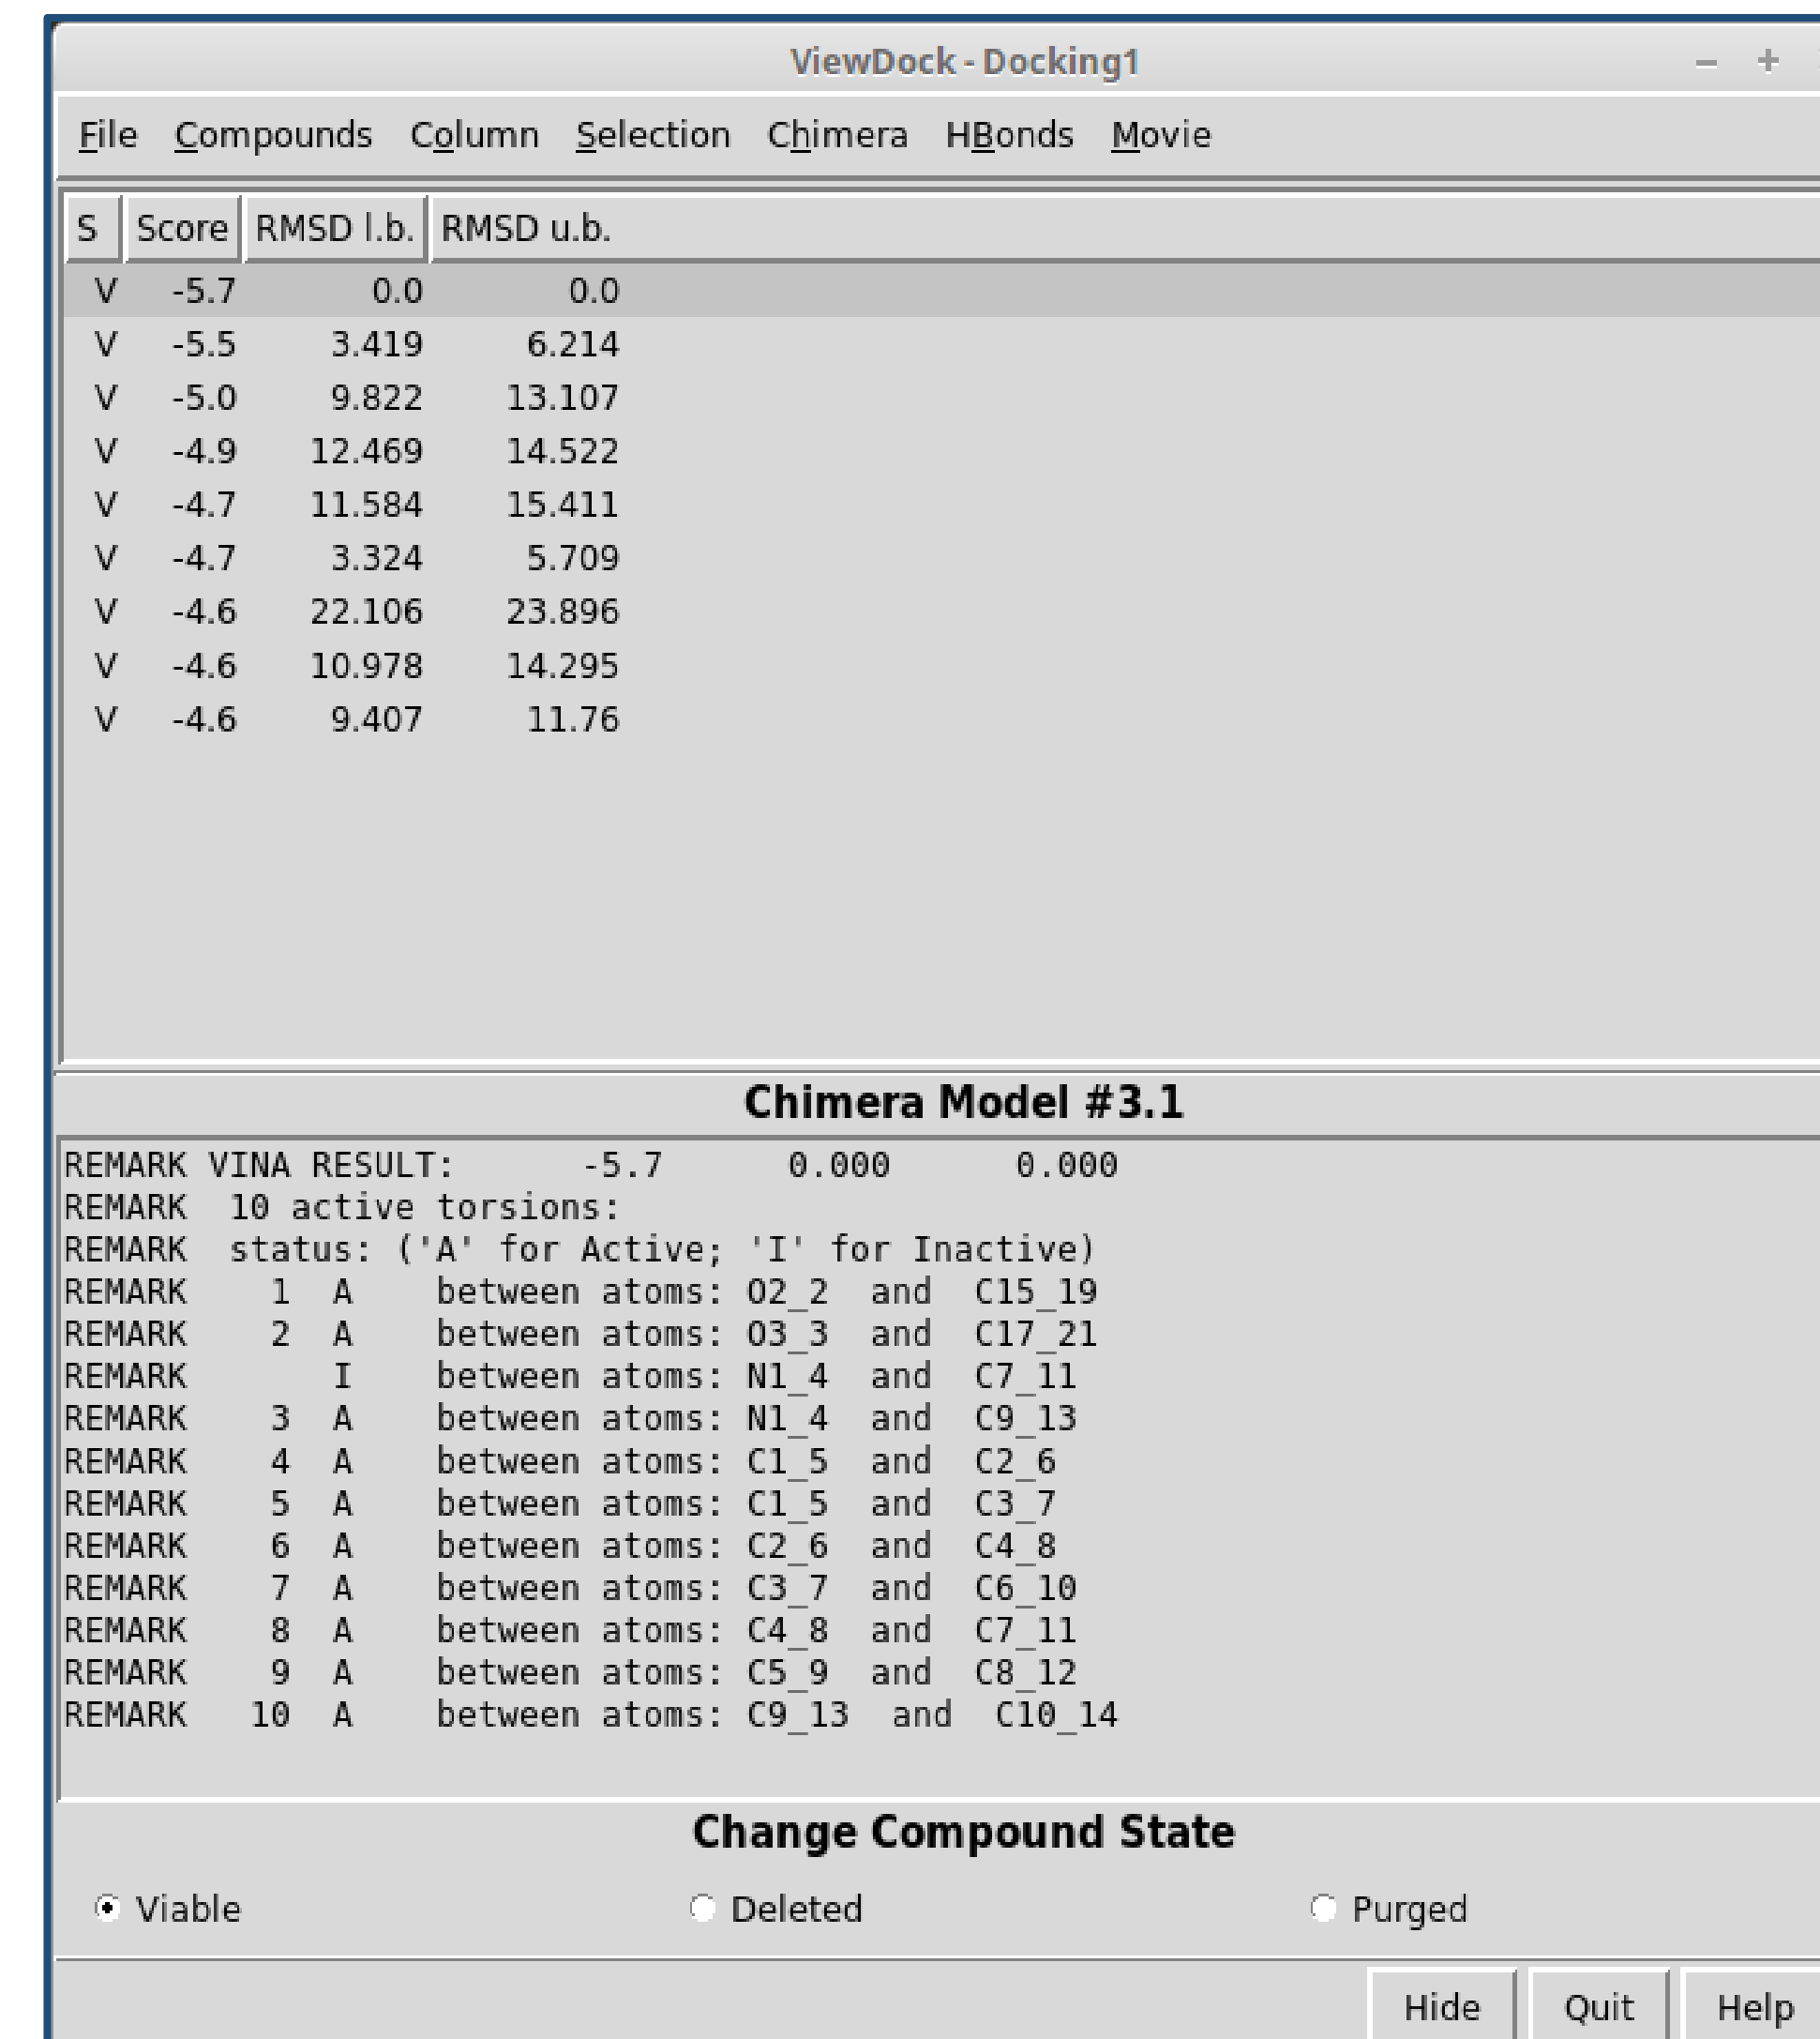 ViewDock - Docking1
File Compounds Column Selection Chimera HBonds Movie
S Score RMSD l.b. RMSD u.b.
V -5.7 0.0 0.0
V -5.5 3.419 6.214
V -5.0 9.822 13.107
V -4.9 12.469 14.522
V -4.7 11.584 15.411
V -4.7 3.324 5.709
V -4.6 22.106 23.896
V -4.6 10.978 14.295
V -4.6 9.407 11.76
Chimera Model #3.1
REMARK VINA RESULT: -5.7 0.000 0.000
REMARK 10 active torsions:
REMARK status: ('A' for Active; 'I' for Inactive)
REMARK 1 A between atoms: O2_2 and C15_19
REMARK 2 A between atoms: O3_3 and C17_21
REMARK I between atoms: N1_4 and C7_11
REMARK 3 A between atoms: N1_4 and C9_13
REMARK 4 A between atoms: C1_5 and C2_6
REMARK 5 A between atoms: C1_5 and C3_7
REMARK 6 A between atoms: C2_6 and C4_8
REMARK 7 A between atoms: C3_7 and C6_10
REMARK 8 A between atoms: C4_8 and C7_11
REMARK 9 A between atoms: C5_9 and C8_12
REMARK 10 A between atoms: C9_13 and C10_14
Change Compound State
Viable Deleted Purged
Hide Quit Help